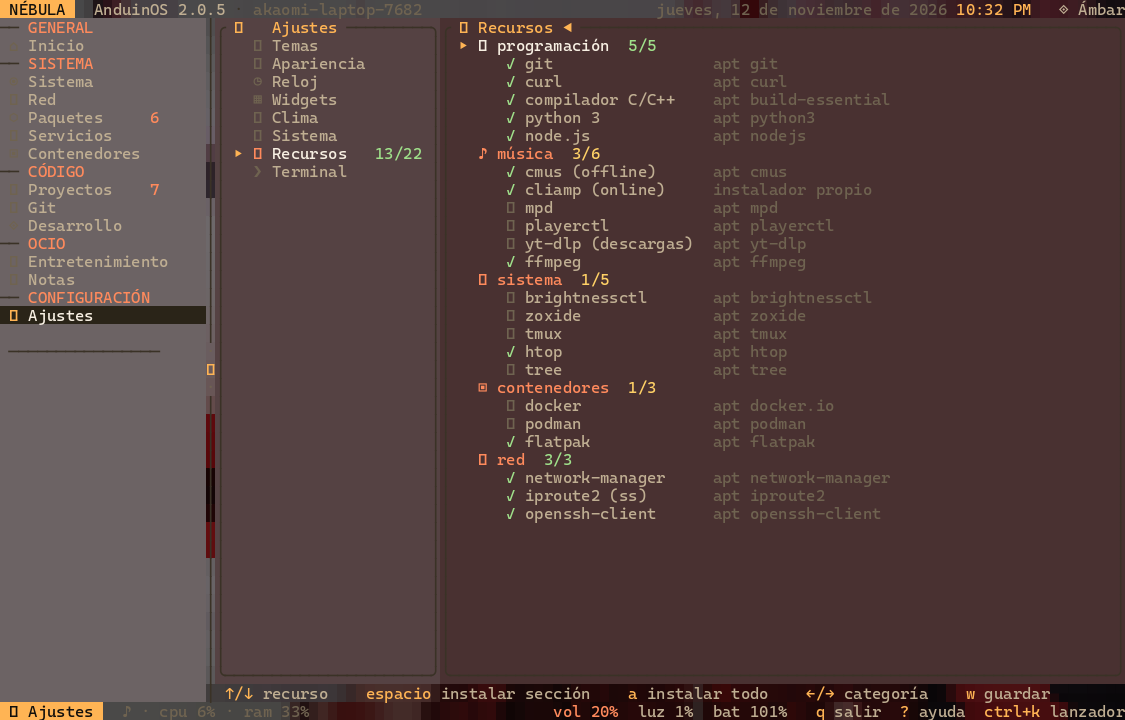 NÉBULA AnduinOS 2.0.5 · akaomi-laptop-7682 jueves, 12 de noviembre de 2026 10:32 PM ◈ Ámbar
GENERAL
Inicio
SISTEMA
Sistema
Red
Paquetes 6
Servicios
Contenedores
CÓDIGO
Proyectos 7
Git
Desarrollo
OCIO
Entretenimiento
Notas
CONFIGURACIÓN
Ajustes
Ajustes
Temas
Apariencia
Reloj
Widgets
Clima
Sistema
▸ Recursos 13/22
❯ Terminal
Recursos ◀
▸ programación 5/5
✓ git apt git
✓ curl apt curl
✓ compilador C/C++ apt build-essential
✓ python 3 apt python3
✓ node.js apt nodejs
♪ música 3/6
✓ cmus (offline) apt cmus
✓ cliamp (online) instalador propio
mpd apt mpd
playerctl apt playerctl
yt-dlp (descargas) apt yt-dlp
✓ ffmpeg apt ffmpeg
sistema 1/5
brightnessctl apt brightnessctl
zoxide apt zoxide
tmux apt tmux
✓ htop apt htop
tree apt tree
▣ contenedores 1/3
docker apt docker.io
podman apt podman
✓ flatpak apt flatpak
red 3/3
✓ network-manager apt network-manager
✓ iproute2 (ss) apt iproute2
✓ openssh-client apt openssh-client
↑/↓ recurso espacio instalar sección a instalar todo ←/→ categoría w guardar
Ajustes ♪ · cpu 6% · ram 33% vol 20% luz 1% bat 101% q salir ? ayuda ctrl+k lanzador